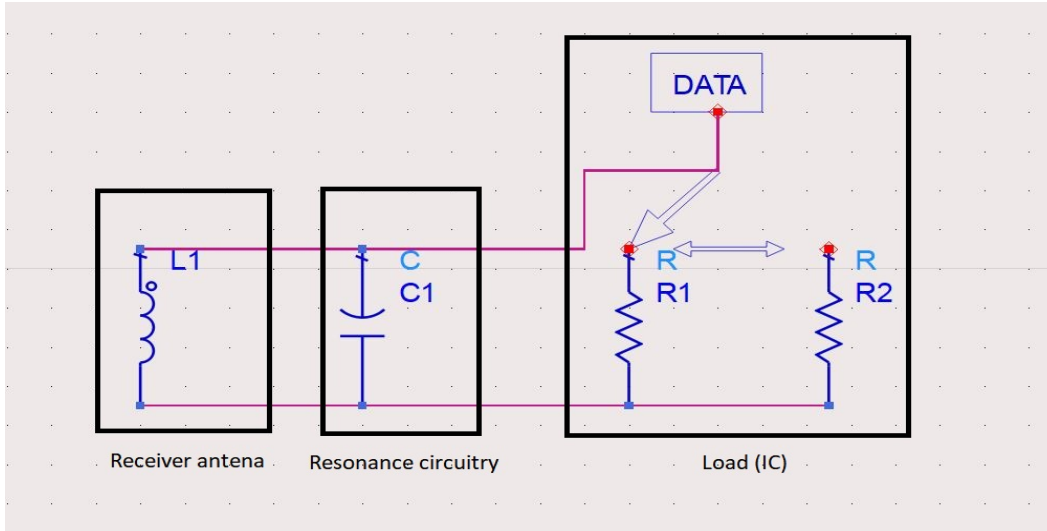 DATA
L1
C
C1
R
R1
R
R2
Receiver antena
Resonance circuitry
Load (IC)